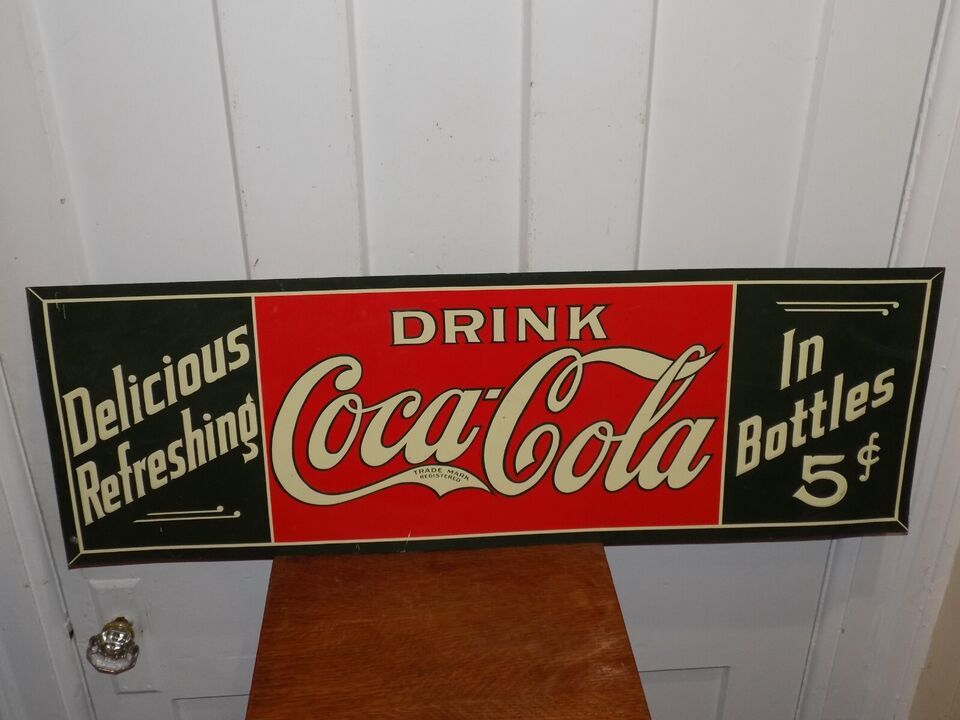 Delicious
Refreshing
DRINK
Coca-Cola
TRADE MARK
REGISTERED
In
Bottles
5¢